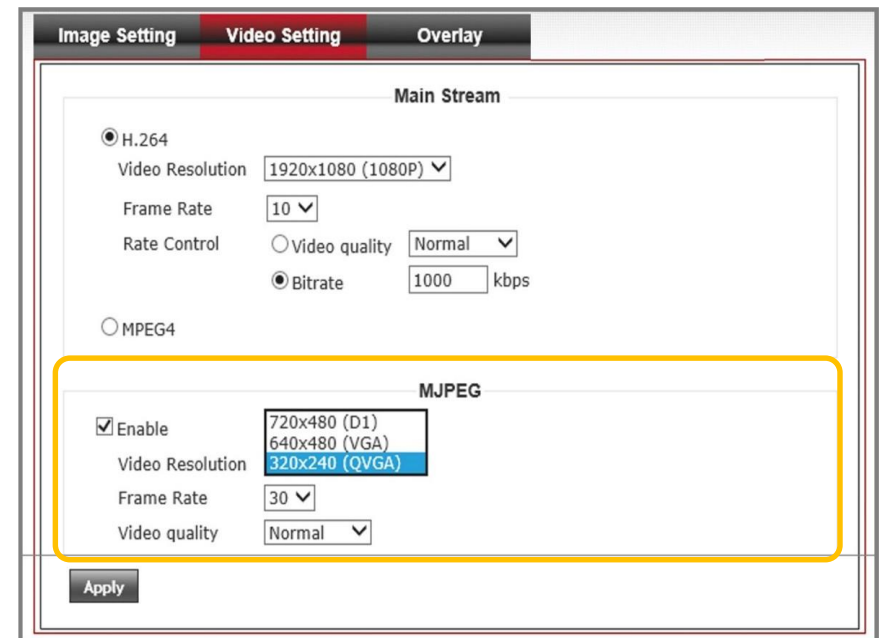 Image Setting Video Setting Overlay
Main Stream
H.264
Video Resolution 1920x1080 (1080P)
Frame Rate 10
Rate Control Video quality Normal
Bitrate 1000 kbps
MPEG4
MJPEG
Enable 720x480 (D1)
640x480 (VGA)
Video Resolution 320x240 (QVGA)
Frame Rate 30
Video quality Normal
Apply